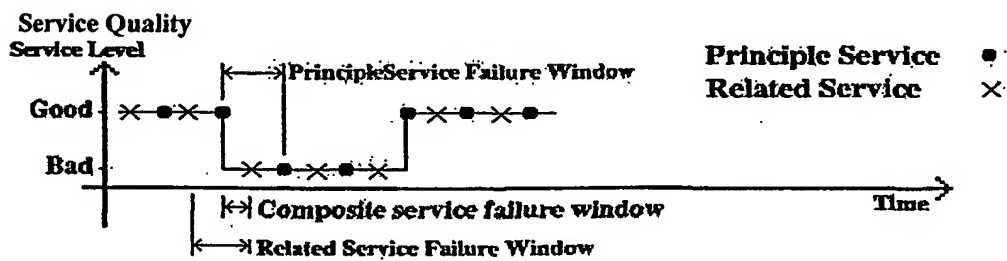 Service Quality
Service Level
PrincipleService Failure Window
Principle Service
Related Service
Good
Bad
Time
Composite service failure window
Related Service Failure Window